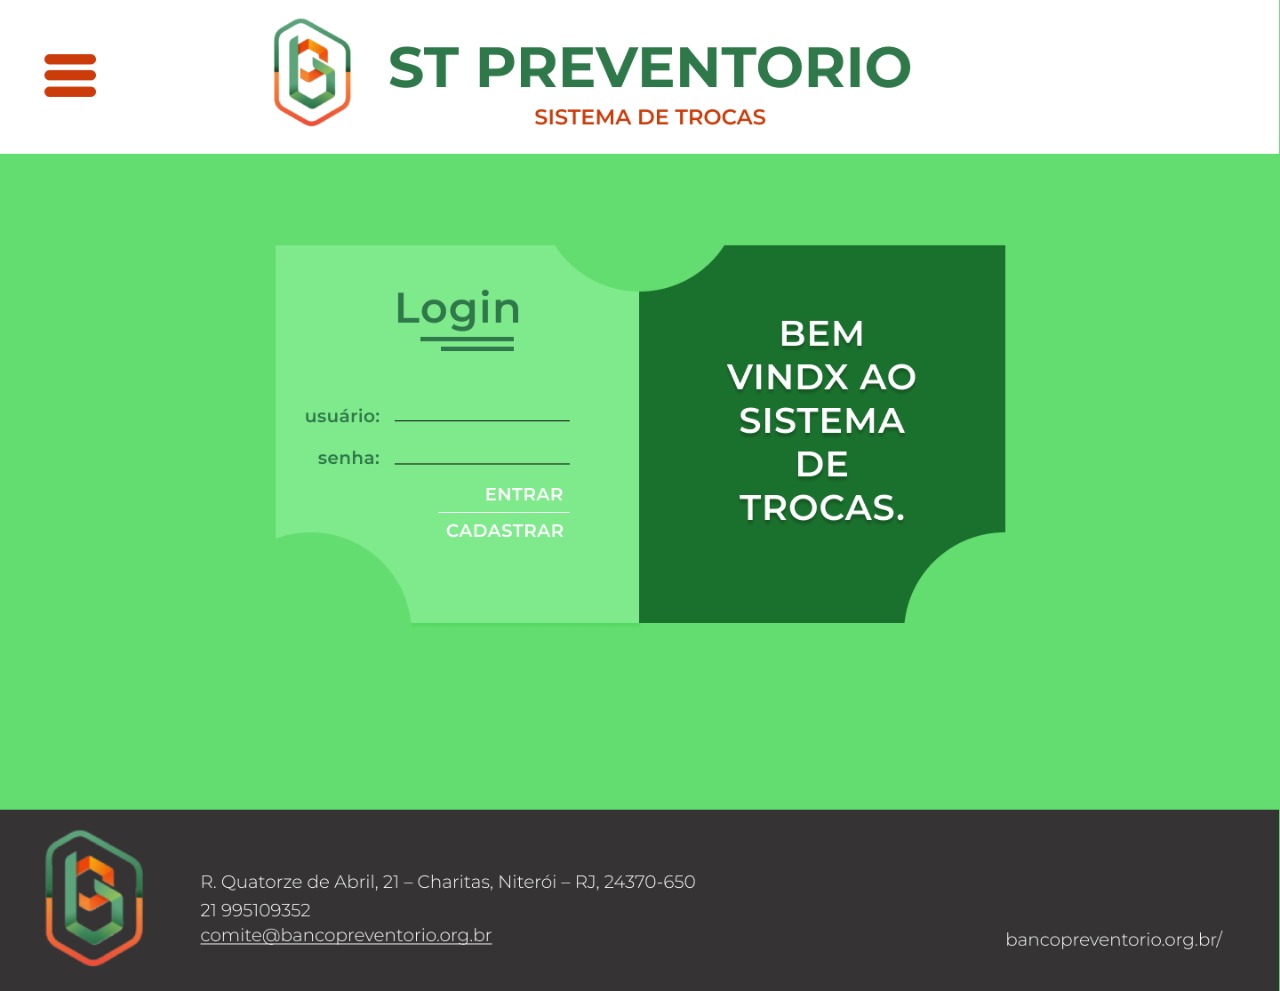 ST PREVENTORIO
SISTEMA DE TROCAS
Login
usuário:
senha:
ENTRAR
CADASTRAR
BEM
VINDX AO
SISTEMA
DE
TROCAS.
R. Quatorze de Abril, 21 – Charitas, Niterói – RJ, 24370-650
21 995109352
comite@bancopreventorio.org.br
bancopreventorio.org.br/